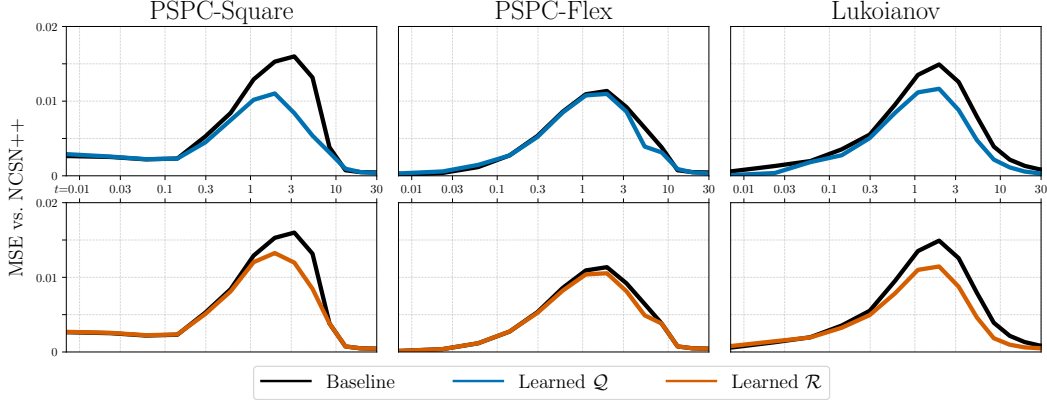 PSPC-Square PSPC-Flex Lukoianov
MSE vs. NCSN++
0.02
0.01
0
t=0.01 0.03 0.1 0.3 1 3 10 30
0.01 0.03 0.1 0.3 1 3 10 30
0.01 0.03 0.1 0.3 1 3 10 30
0.02
0.01
0
Baseline Learned 𝒬 Learned ℛ